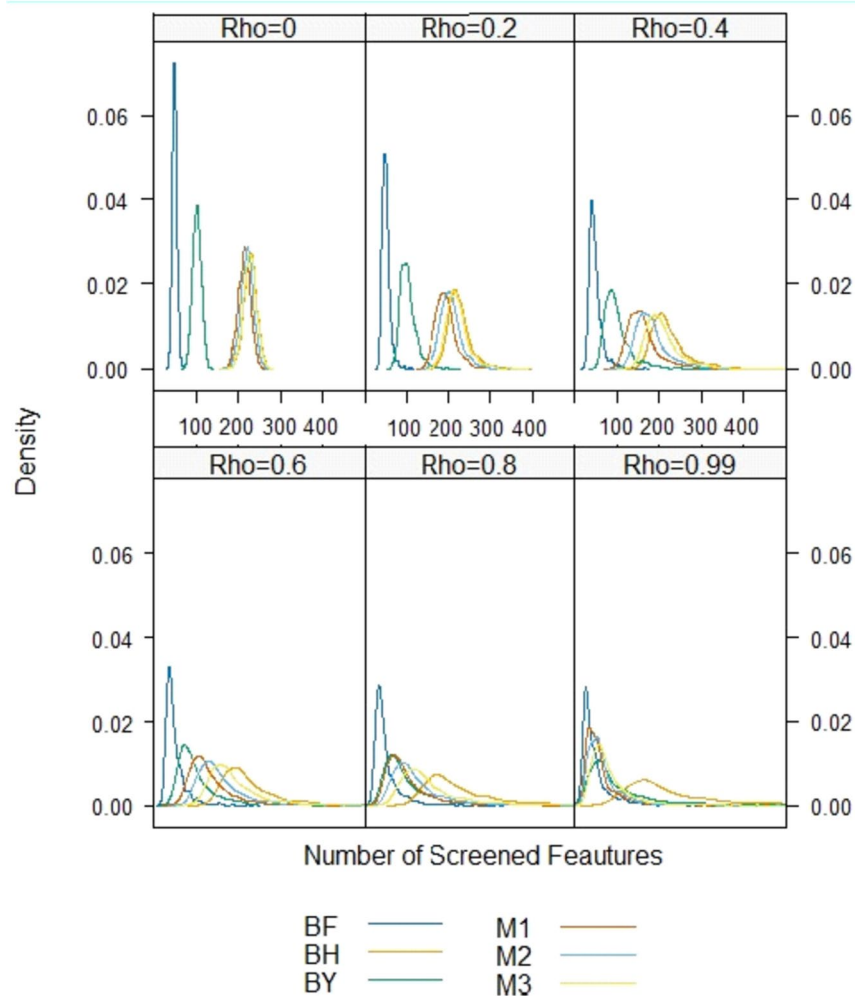 Rho=0 Rho=0.2 Rho=0.4
0.06 0.06
0.04 0.04
0.02 0.02
0.00 0.00
100 200 300 400 100 200 300 400 100 200 300 400
Density
Rho=0.6 Rho=0.8 Rho=0.99
0.06 0.06
0.04 0.04
0.02 0.02
0.00 0.00
Number of Screened Feautures
BF M1
BH M2
BY M3